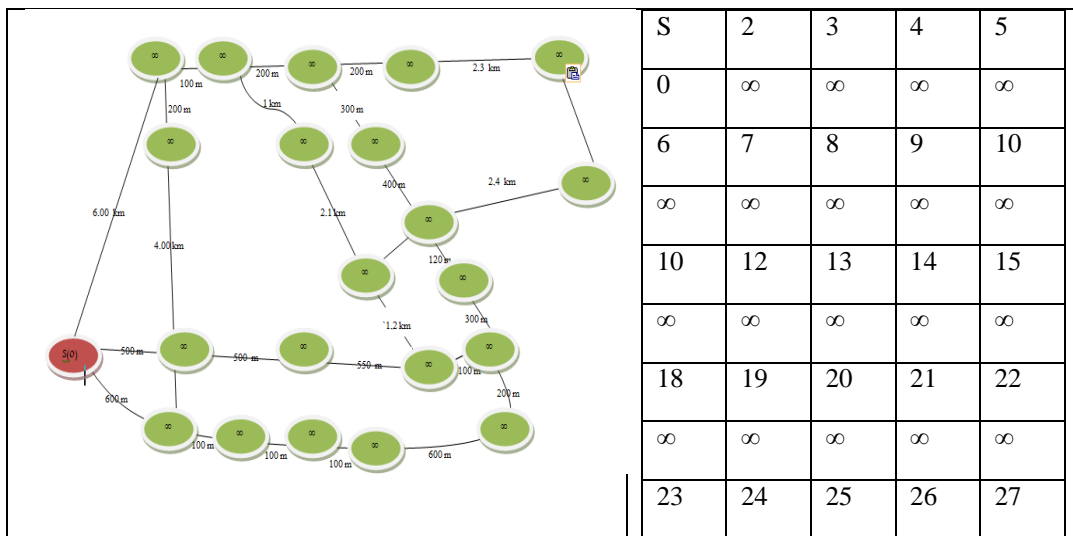 ∞ ∞ ∞ ∞ ∞
100 m 200 m 200 m 2.3 km
200 m 1 km 300 m
∞ ∞ ∞
400 m 2.4 km ∞
6.00 km 2.1 km ∞
4.00 km
120 m
∞ ∞
`1.2 km 300 m
S(0) 500 m ∞ 500 m ∞ 550 m ∞ 100 m ∞
600 m 200 m
∞ 100 m ∞ 100 m ∞ 100 m ∞ 600 m ∞
S 2 3 4 5
0 ∞ ∞ ∞ ∞
6 7 8 9 10
∞ ∞ ∞ ∞ ∞
10 12 13 14 15
∞ ∞ ∞ ∞ ∞
18 19 20 21 22
∞ ∞ ∞ ∞ ∞
23 24 25 26 27